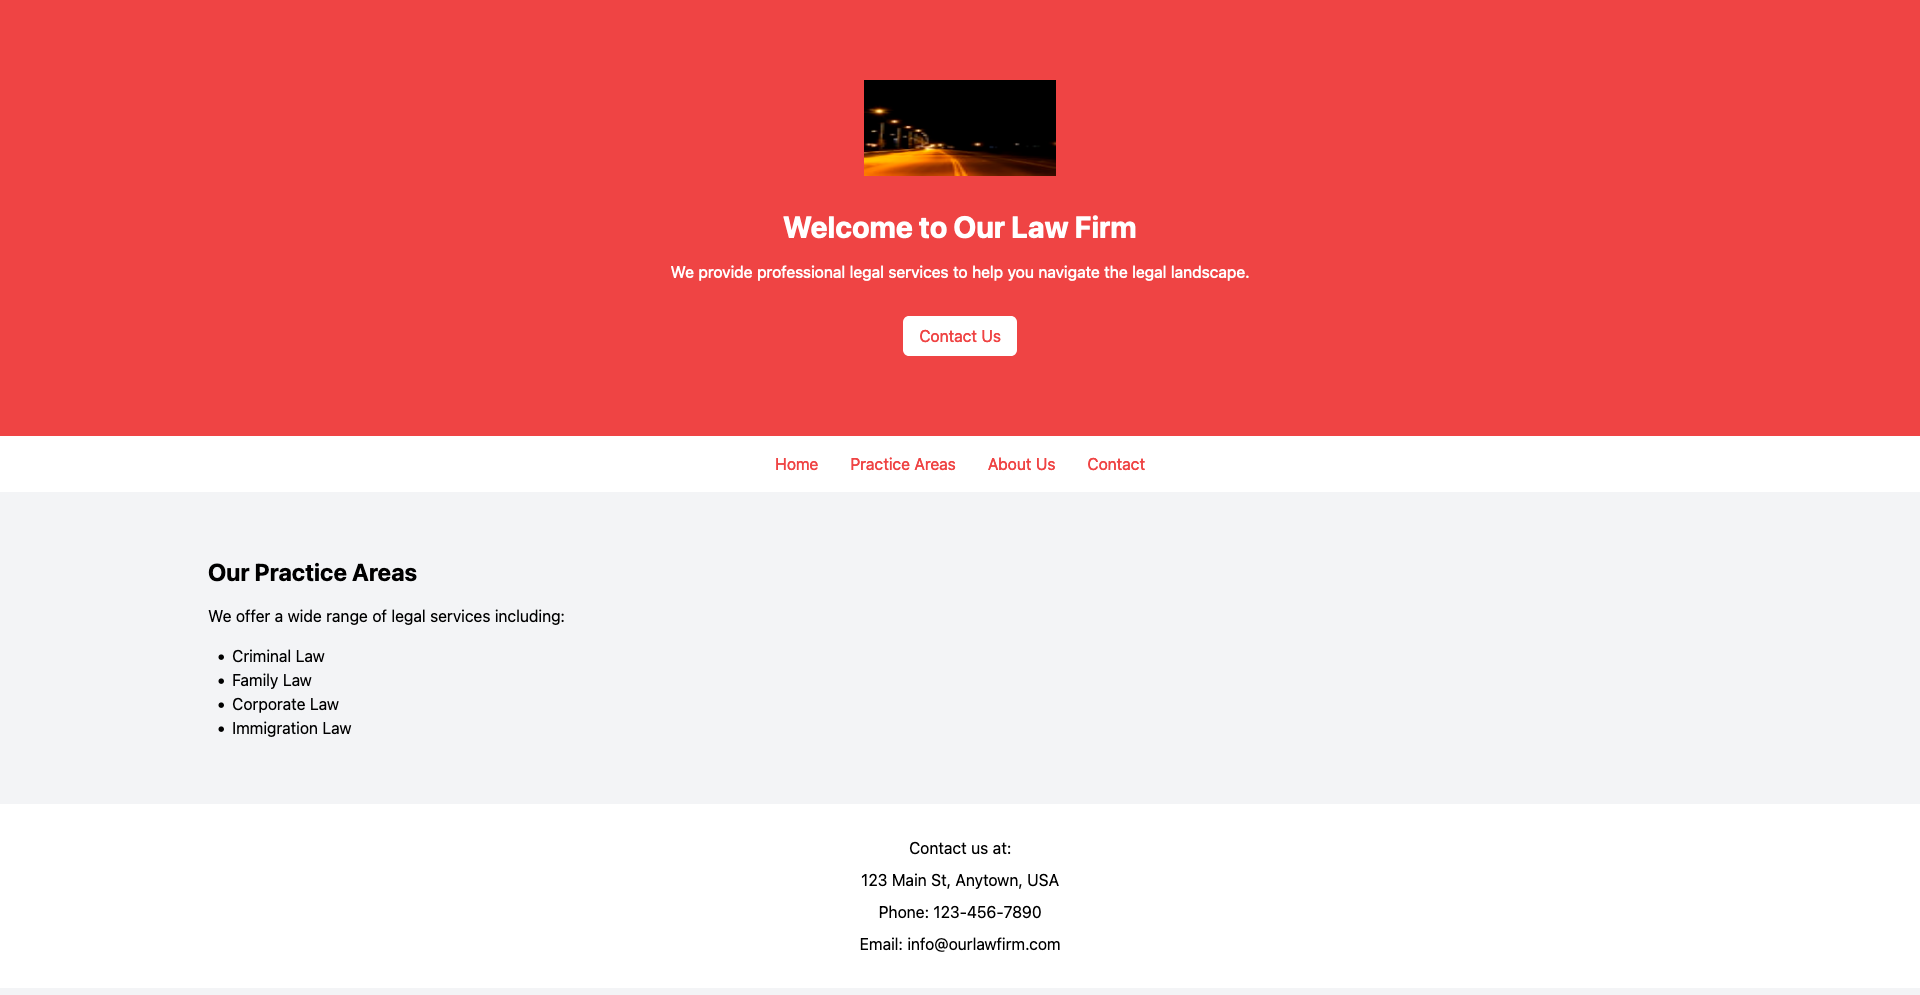 Welcome to Our Law Firm
We provide professional legal services to help you navigate the legal landscape.
Contact Us
Home Practice Areas About Us Contact
Our Practice Areas
We offer a wide range of legal services including:
• Criminal Law
• Family Law
• Corporate Law
• Immigration Law
Contact us at:
123 Main St, Anytown, USA
Phone: 123-456-7890
Email: info@ourlawfirm.com